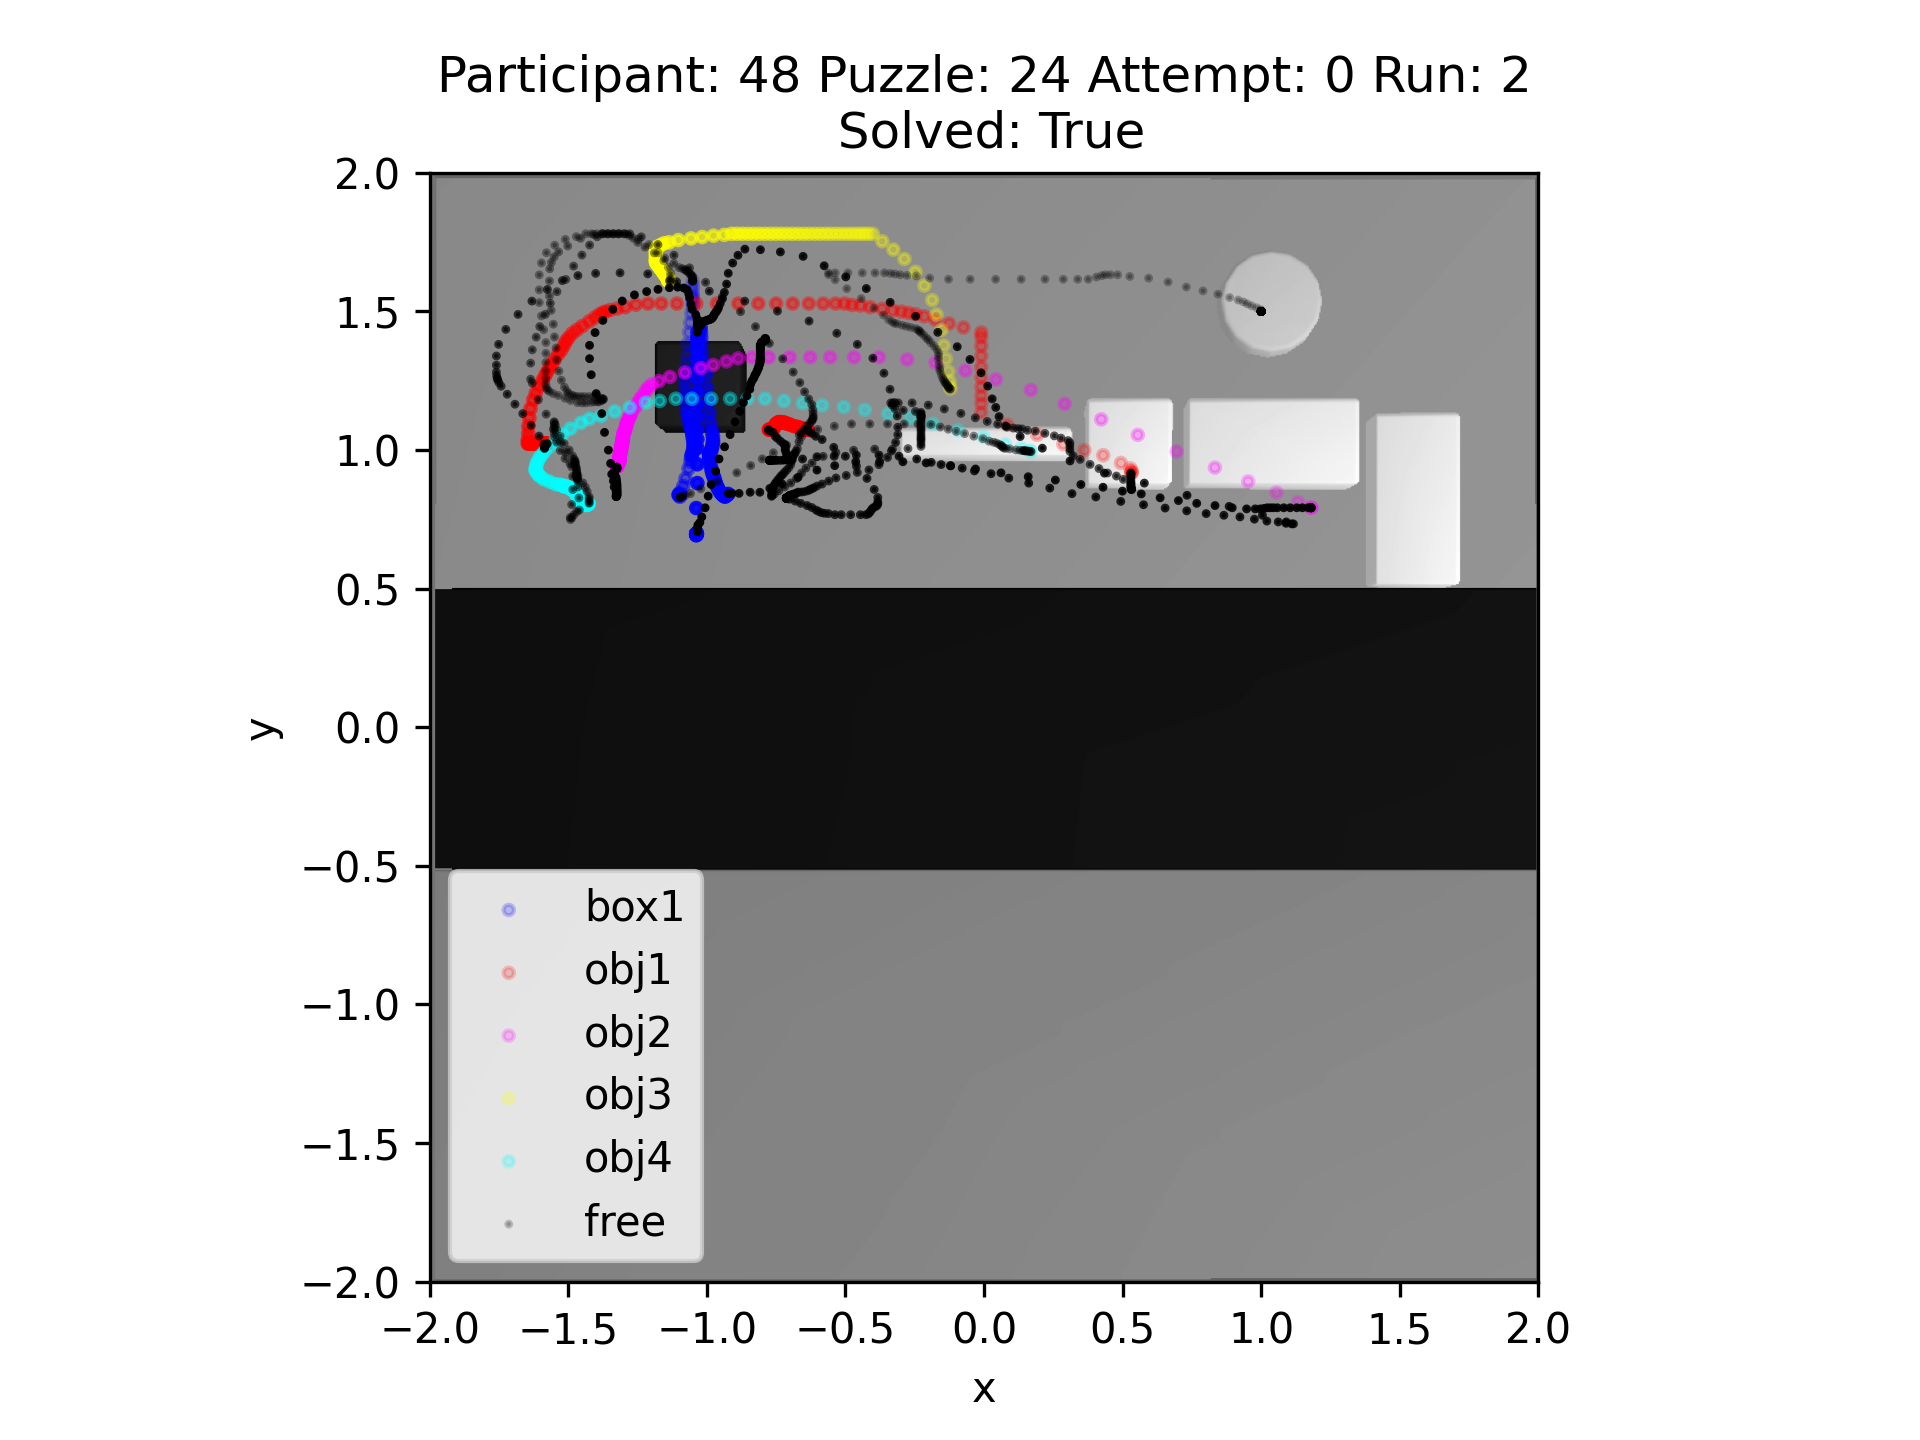 Participant: 48 Puzzle: 24 Attempt: 0 Run: 2
Solved: True
2.0
1.5
1.0
0.5
0.0
−0.5
−1.0
−1.5
−2.0
y
box1
obj1
obj2
obj3
obj4
free
−2.0 −1.5 −1.0 −0.5 0.0 0.5 1.0 1.5 2.0
x